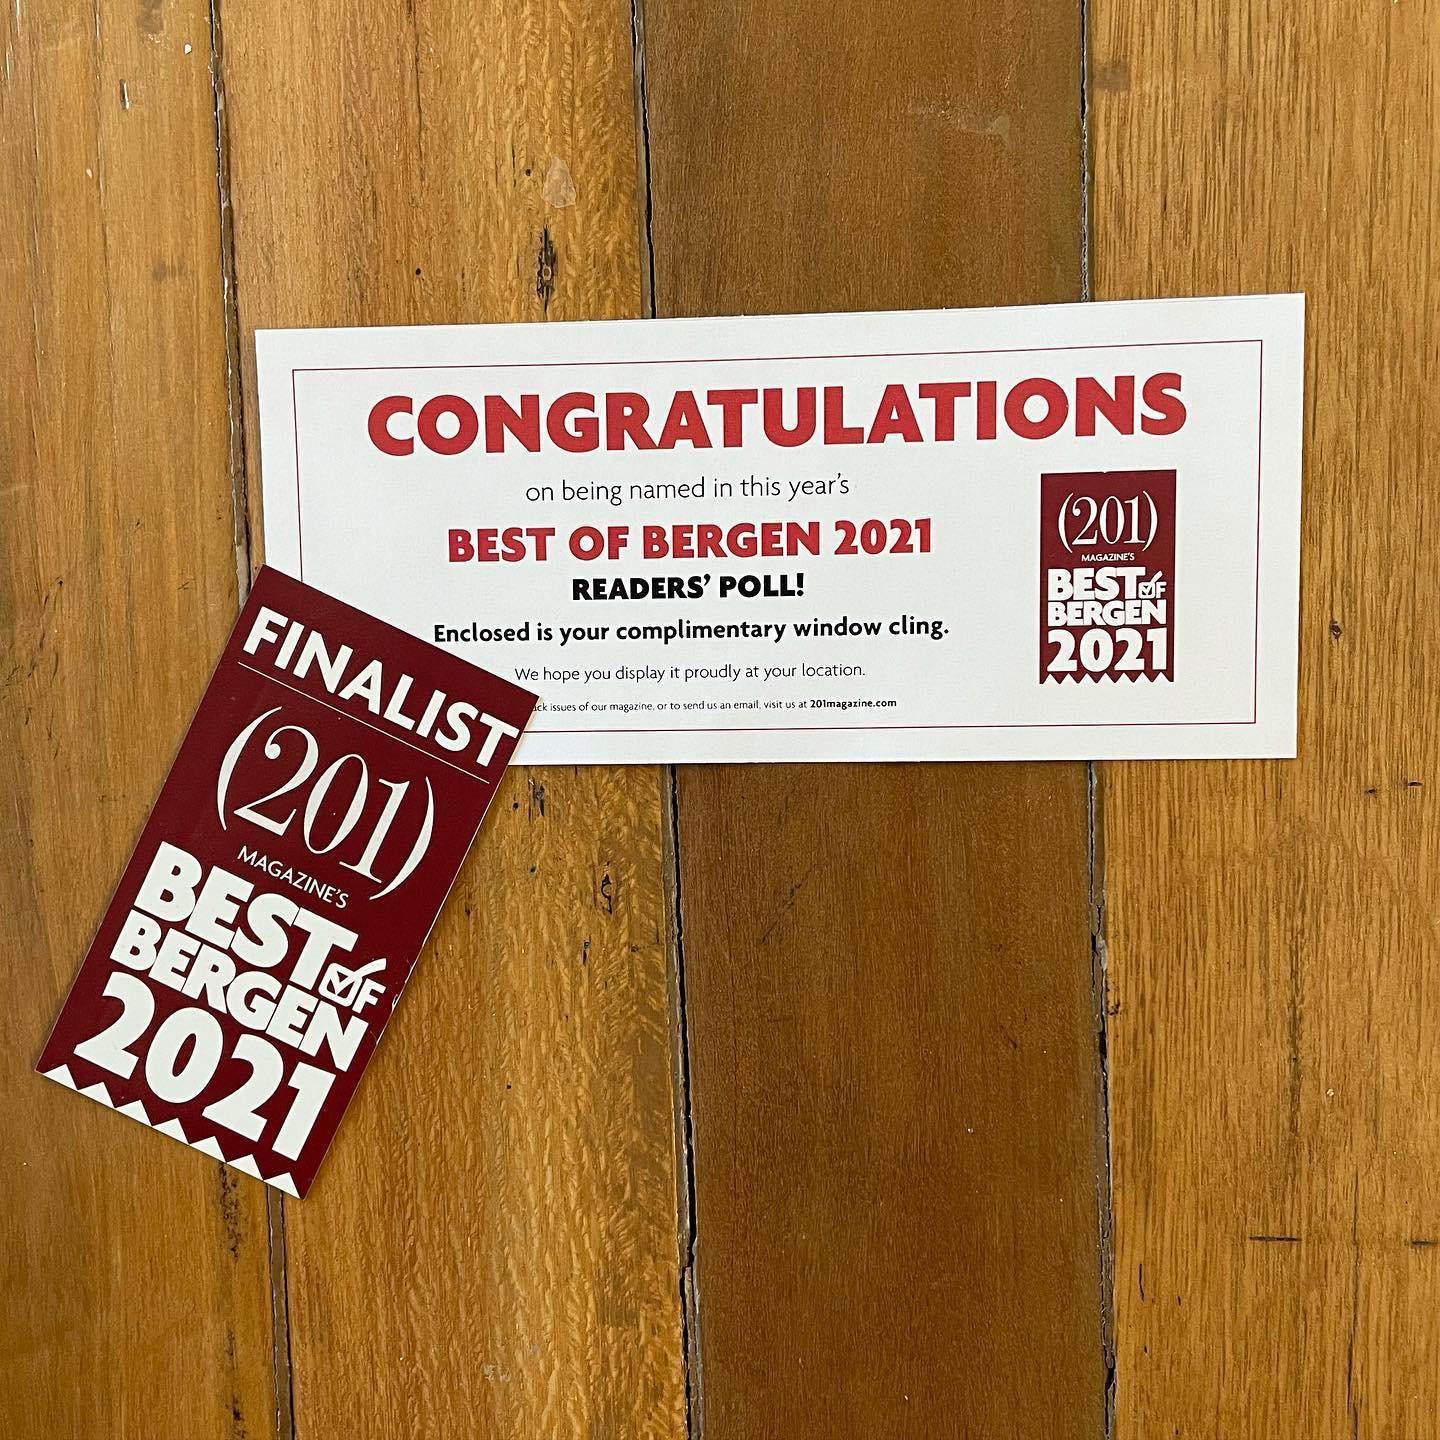 CONGRATULATIONS
on being named in this year's
BEST OF BERGEN 2021
READERS' POLL!
Enclosed is your complimentary window cling.
We hope you display it proudly at your location.
issues of our magazine, or to send us an email, visit us at 201magazine.com
(201)
MAGAZINE'S
BEST OF
BERGEN
2021
FINALIST
(201)
MAGAZINE'S
BEST OF
BERGEN
2021